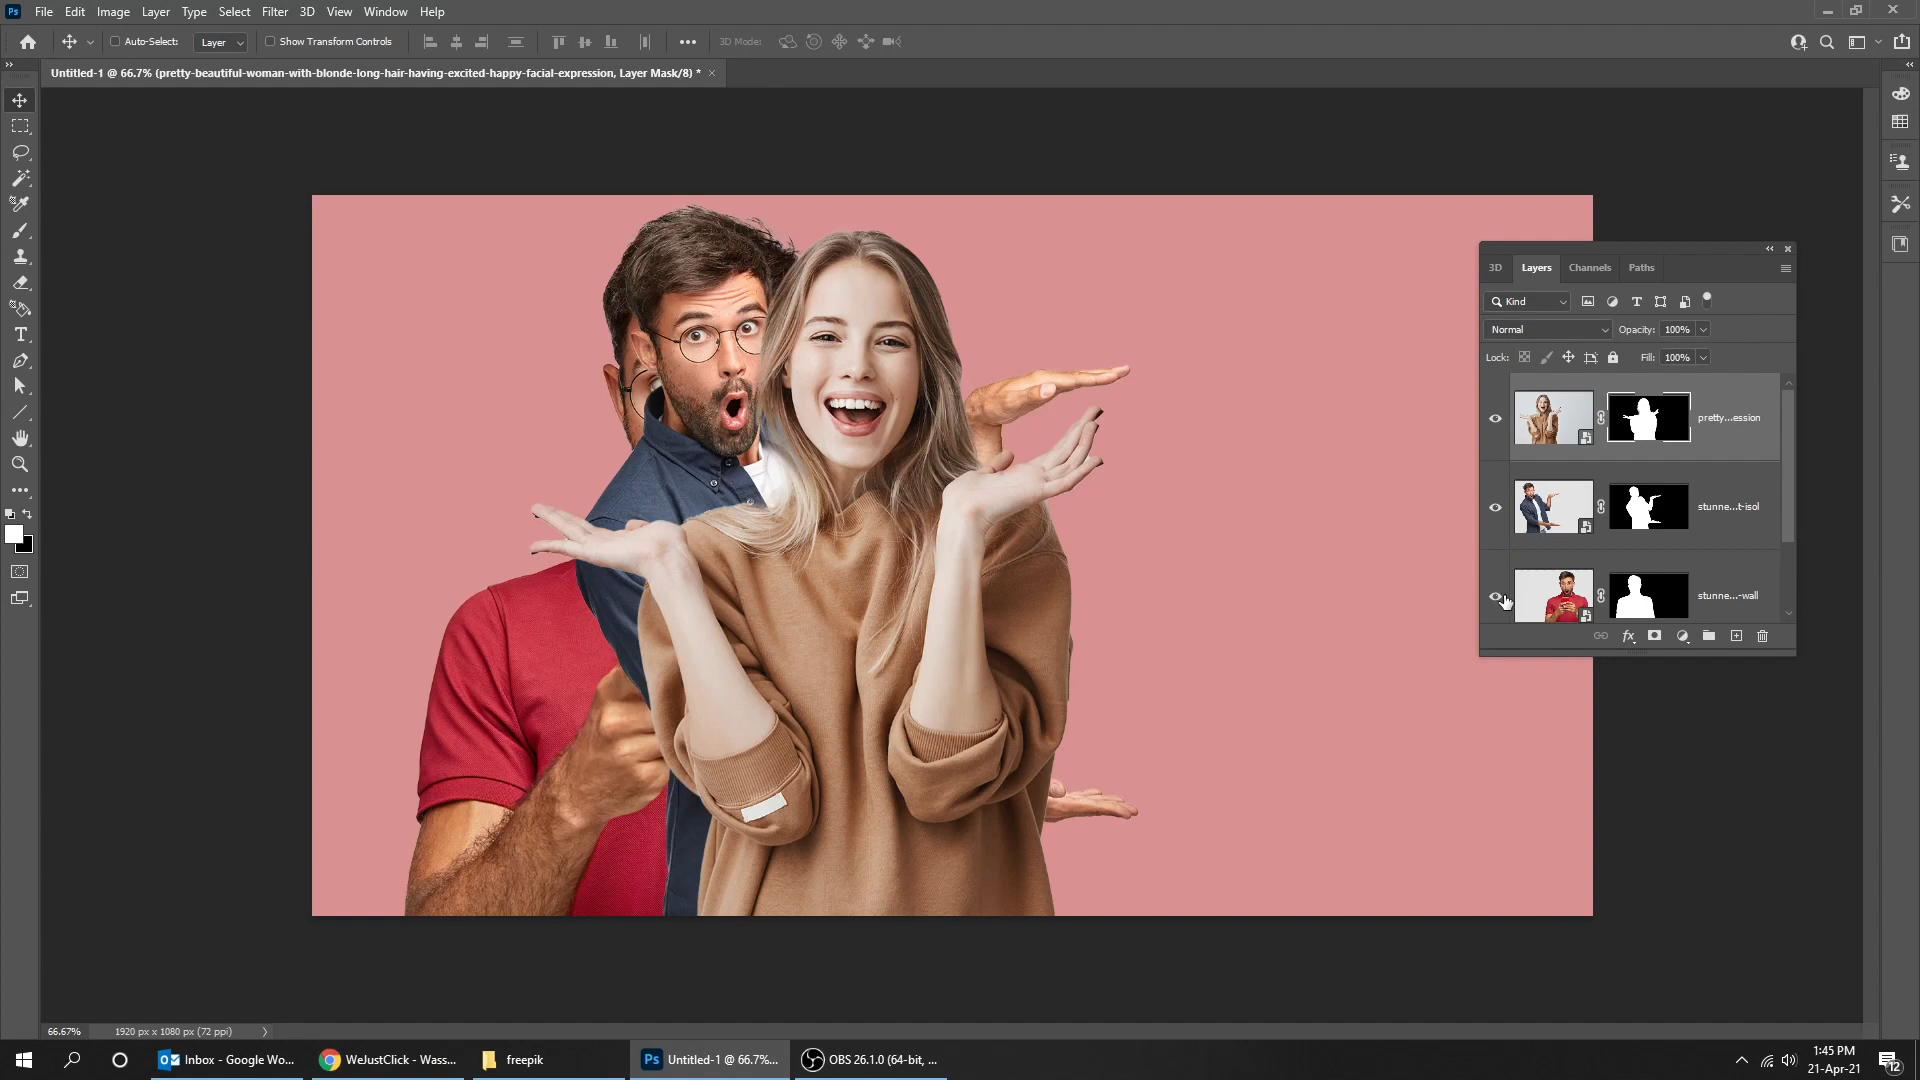 Ps File Edit Image Layer Type Select Filter 3D View Window Help
Auto-Select: Layer Show Transform Controls 3D Mode:
Untitled-1 @ 66.7% (pretty-beautiful-woman-with-blonde-long-hair-having-excited-happy-facial-expression, Layer Mask/8) * ×
3D Layers Channels Paths
Kind
Normal Opacity: 100%
Lock: Fill: 100%
pretty...ession
stunne...t-isol
stunne...-wall
66.67% 1920 px x 1080 px (72 ppi)
Inbox - Google Wo... WeJustClick - Wass... freepik Ps Untitled-1 @ 66.7%... OBS 26.1.0 (64-bit, ...
1:45 PM
21-Apr-21
12